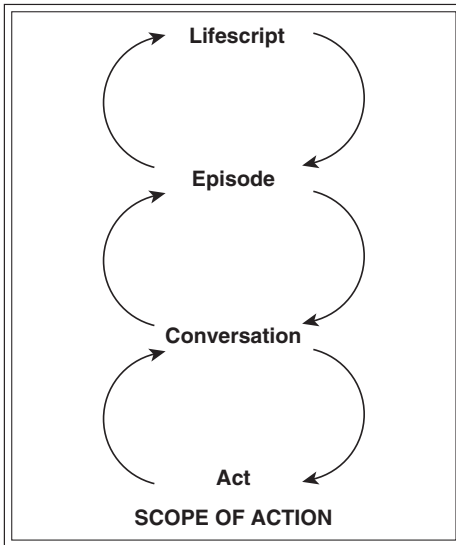 Lifescript
Episode
Conversation
Act
SCOPE OF ACTION